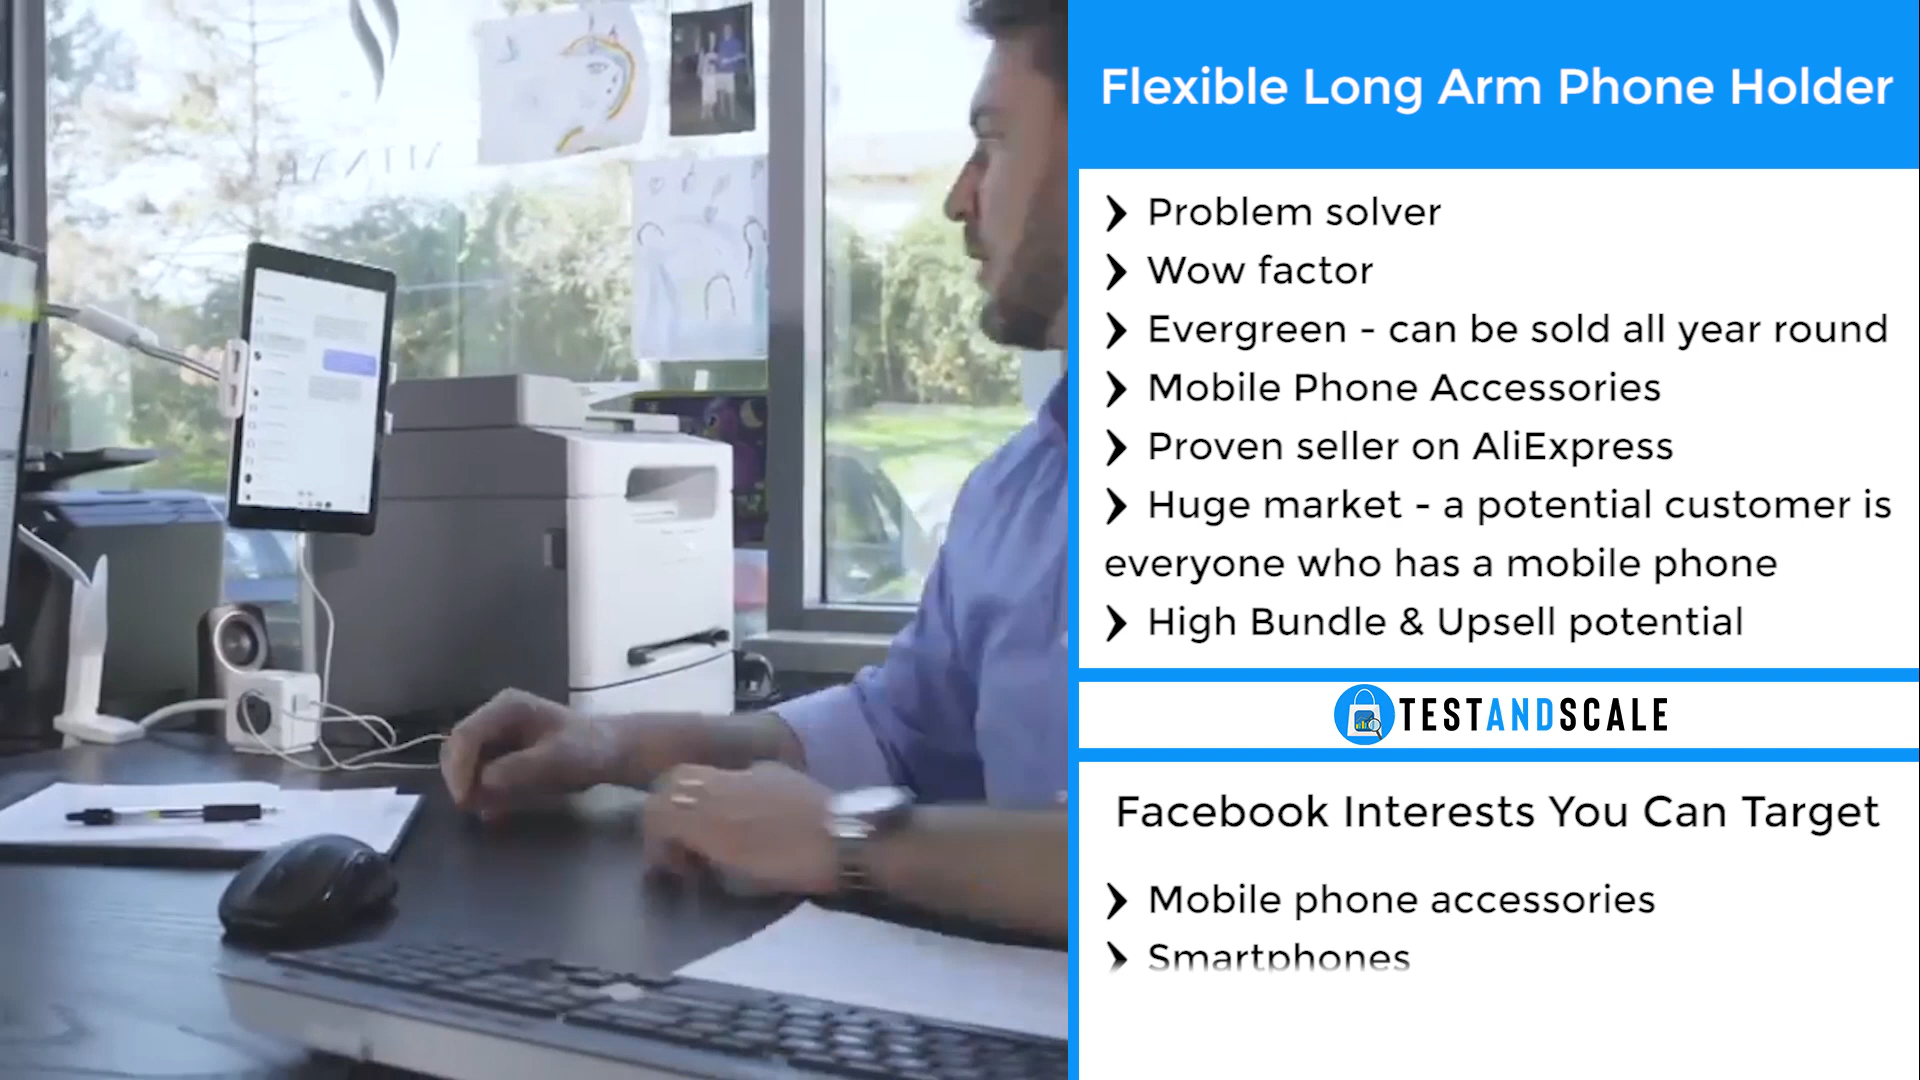 Flexible Long Arm Phone Holder
Problem solver
Wow factor
Evergreen - can be sold all year round
Mobile Phone Accessories
Proven seller on AliExpress
Huge market - a potential customer is
everyone who has a mobile phone
High Bundle & Upsell potential
TESTANDSCALE
Facebook Interests You Can Target
Mobile phone accessories
Smartphones